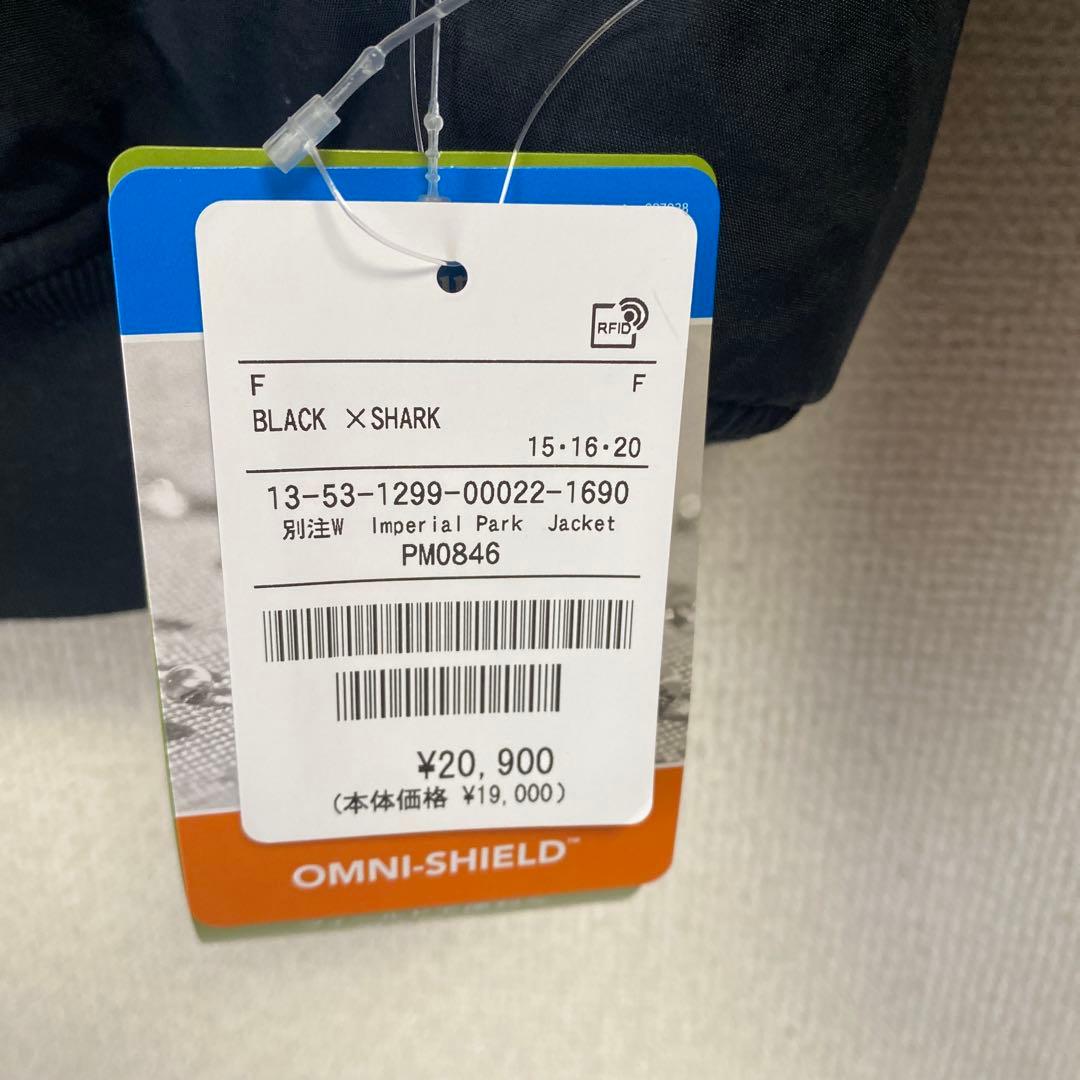 RFID
F F
BLACK ×SHARK
15・16・20
13-53-1299-00022-1690
別注W Imperial Park Jacket
PM0846
¥20,900
(本体価格 ¥19,000)
OMNI-SHIELD™